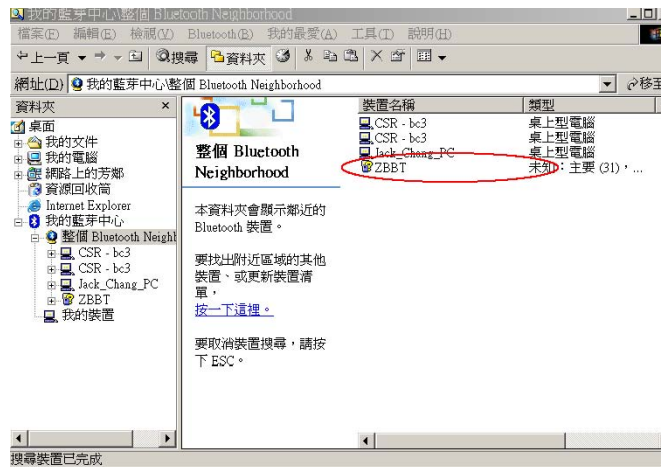 我的藍芽中心\整個 Bluetooth Neighborhood
檔案(F) 編輯(E) 檢視(V) Bluetooth(B) 我的最愛(A) 工具(T) 說明(H)
上一頁 搜尋 資料夾
網址(D) 我的藍芽中心\整個 Bluetooth Neighborhood 移至
資料夾 ×
桌面
我的文件
我的電腦
網路上的芳鄰
資源回收筒
Internet Explorer
我的藍芽中心
整個 Bluetooth Neighb
CSR - bc3
CSR - bc3
Jack_Chang_PC
ZBBT
我的裝置
整個 Bluetooth
Neighborhood
本資料夾會顯示鄰近的
Bluetooth 裝置。
要找出附近區域的其他
裝置、或更新裝置清
單，
按一下這裡。
要取消裝置搜尋，請按
下 ESC。
裝置名稱 類型
CSR - bc3 桌上型電腦
CSR - bc3 桌上型電腦
Jack_Chang_PC 桌上型電腦
ZBBT 未知：主要 (31)，...
搜尋裝置已完成